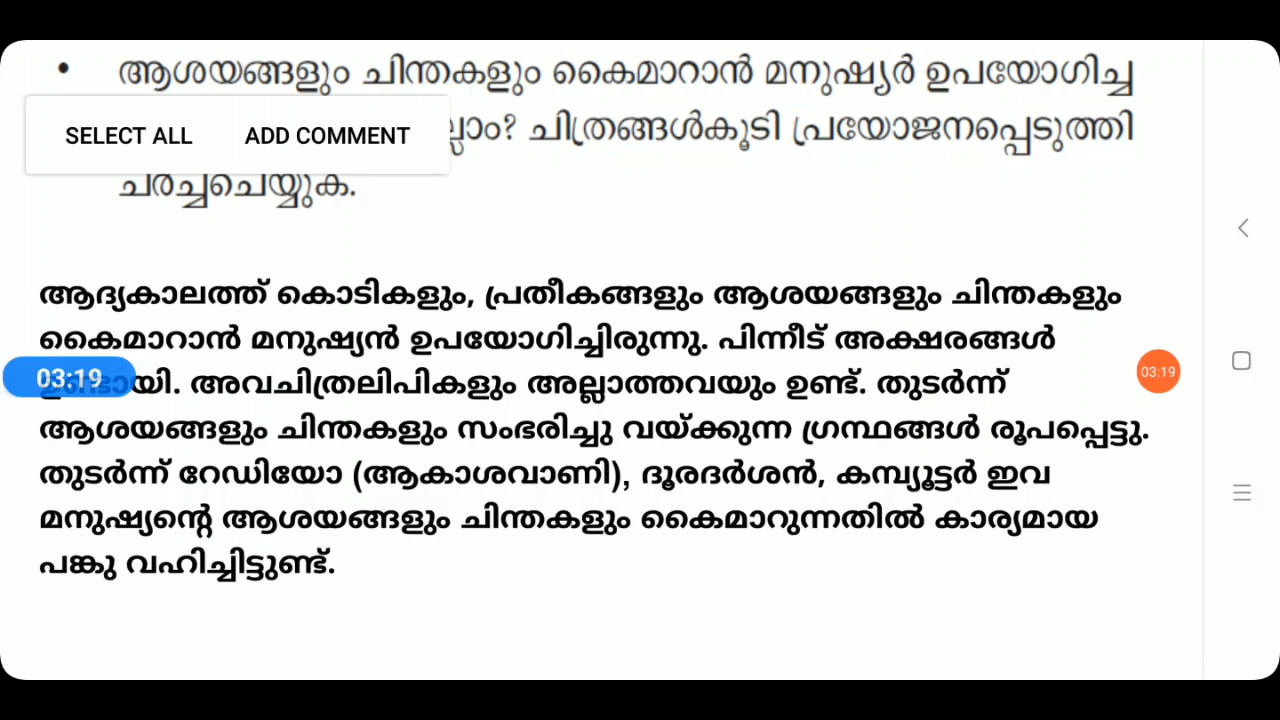 • ആശയങ്ങളും ചിന്തകളും കൈമാറാൻ മനുഷ്യർ ഉപയോഗിച്ച
SELECT ALL ADD COMMENT ല്ലാം? ചിത്രങ്ങൾകൂടി പ്രയോജനപ്പെടുത്തി
ചർച്ചചെയ്യുക.
ആദ്യകാലത്ത് കൊടികളും, പ്രതീകങ്ങളും ആശയങ്ങളും ചിന്തകളും
കൈമാറാൻ മനുഷ്യൻ ഉപയോഗിച്ചിരുന്നു. പിന്നീട് അക്ഷരങ്ങൾ
03:19 യി. അവചിത്രലിപികളും അല്ലാത്തവയും ഉണ്ട്. തുടർന്ന് 03:19
ആശയങ്ങളും ചിന്തകളും സംഭരിച്ചു വയ്ക്കുന്ന ഗ്രന്ഥങ്ങൾ രൂപപ്പെട്ടു.
തുടർന്ന് റേഡിയോ (ആകാശവാണി), ദൂരദർശൻ, കമ്പ്യൂട്ടർ ഇവ
മനുഷ്യന്റെ ആശയങ്ങളും ചിന്തകളും കൈമാറുന്നതിൽ കാര്യമായ
പങ്കു വഹിച്ചിട്ടുണ്ട്.